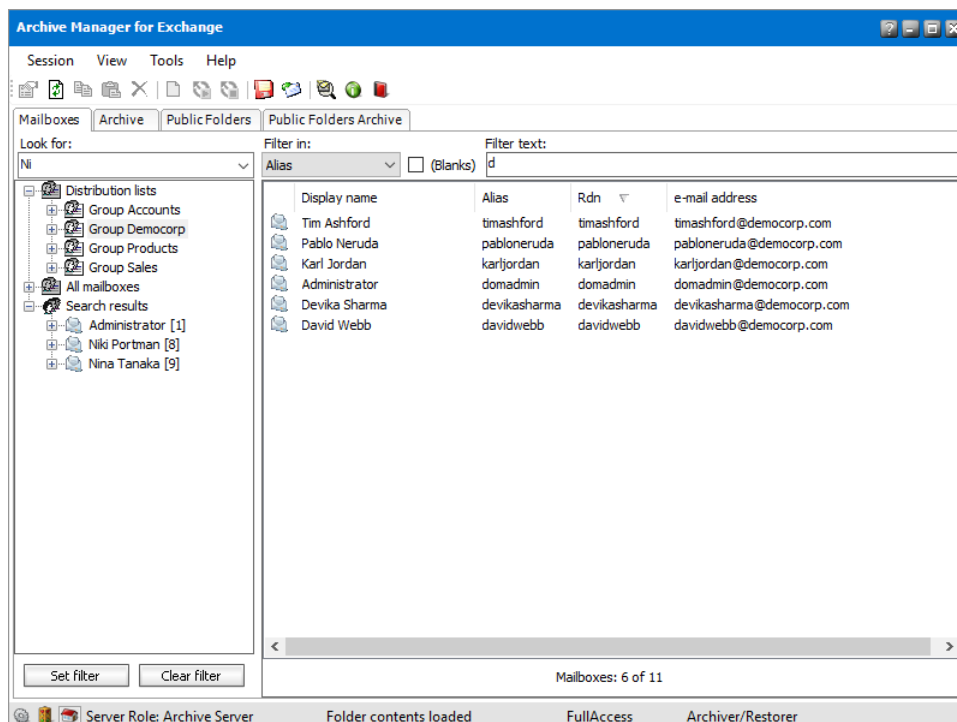 Archive Manager for Exchange
Session View Tools Help
Mailboxes Archive Public Folders Public Folders Archive
Look for: Filter in: Filter text:
Ni Alias (Blanks) d
Distribution lists
Group Accounts
Group Democorp
Group Products
Group Sales
All mailboxes
Search results
Administrator [1]
Niki Portman [8]
Nina Tanaka [9]
Display name Alias Rdn e-mail address
Tim Ashford timashford timashford timashford@democorp.com
Pablo Neruda pabloneruda pabloneruda pabloneruda@democorp.com
Karl Jordan karljordan karljordan karljordan@democorp.com
Administrator domadmin domadmin domadmin@democorp.com
Devika Sharma devikasharma devikasharma devikasharma@democorp.com
David Webb davidwebb davidwebb davidwebb@democorp.com
Set filter Clear filter
Mailboxes: 6 of 11
Server Role: Archive Server Folder contents loaded FullAccess Archiver/Restorer